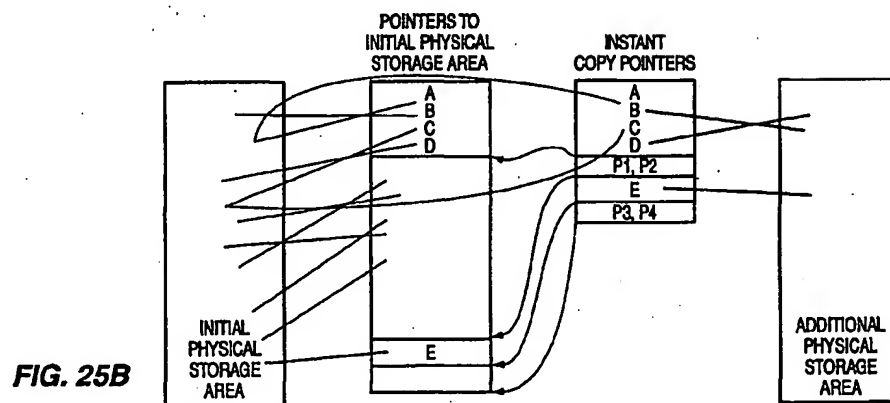 POINTERS TO
INITIAL PHYSICAL
STORAGE AREA
INSTANT
COPY POINTERS
A
B
C
D
A
B
C
D
P1, P2
E
P3, P4
INITIAL
PHYSICAL
STORAGE
AREA
E
ADDITIONAL
PHYSICAL
STORAGE
AREA
FIG. 25B